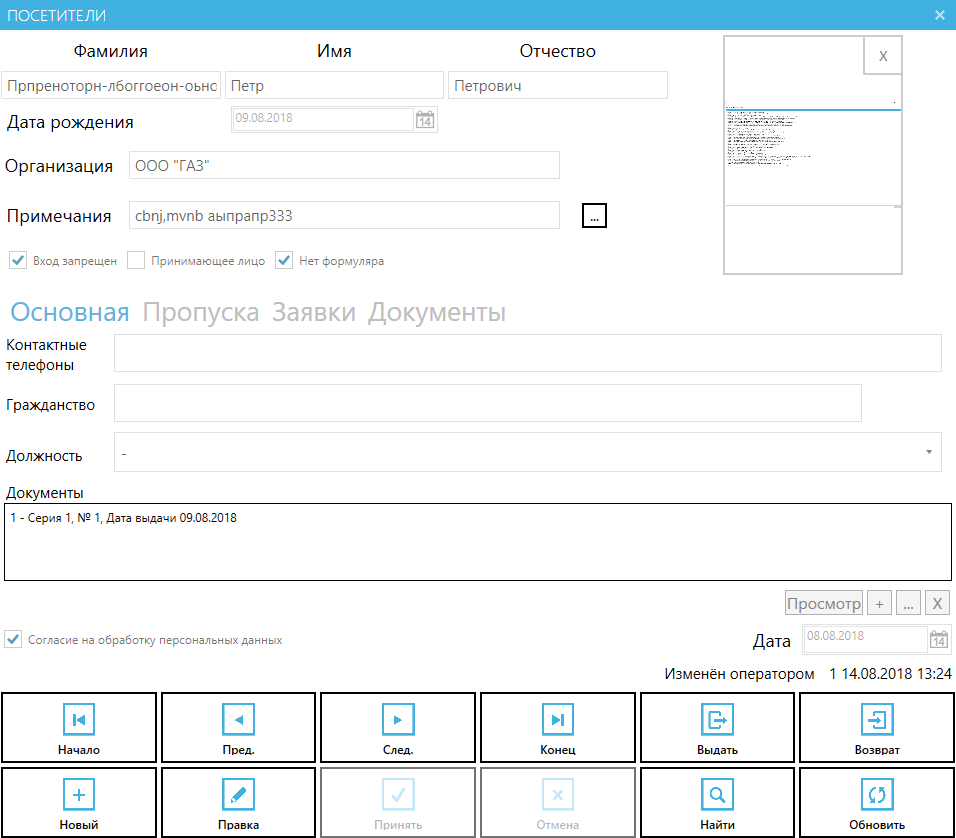 ПОСЕТИТЕЛИ
Фамилия Имя Отчество
X
Прпреноторн-лбоггоеон-оьно Петр Петрович
Дата рождения 09.08.2018 14
Организация ООО "ГАЗ"
Примечания cbnj,mvnb аыпрапр333 ...
Вход запрещен Принимающее лицо Нет формуляра
Основная Пропуска Заявки Документы
Контактные
телефоны
Гражданство
Должность -
Документы
1 - Серия 1, № 1, Дата выдачи 09.08.2018
Просмотр + ... X
Согласие на обработку персональных данных Дата 08.08.2018 14
Изменён оператором 1 14.08.2018 13:24
Начало Пред. След. Конец Выдать Возврат
Новый Правка Принять Отмена Найти Обновить